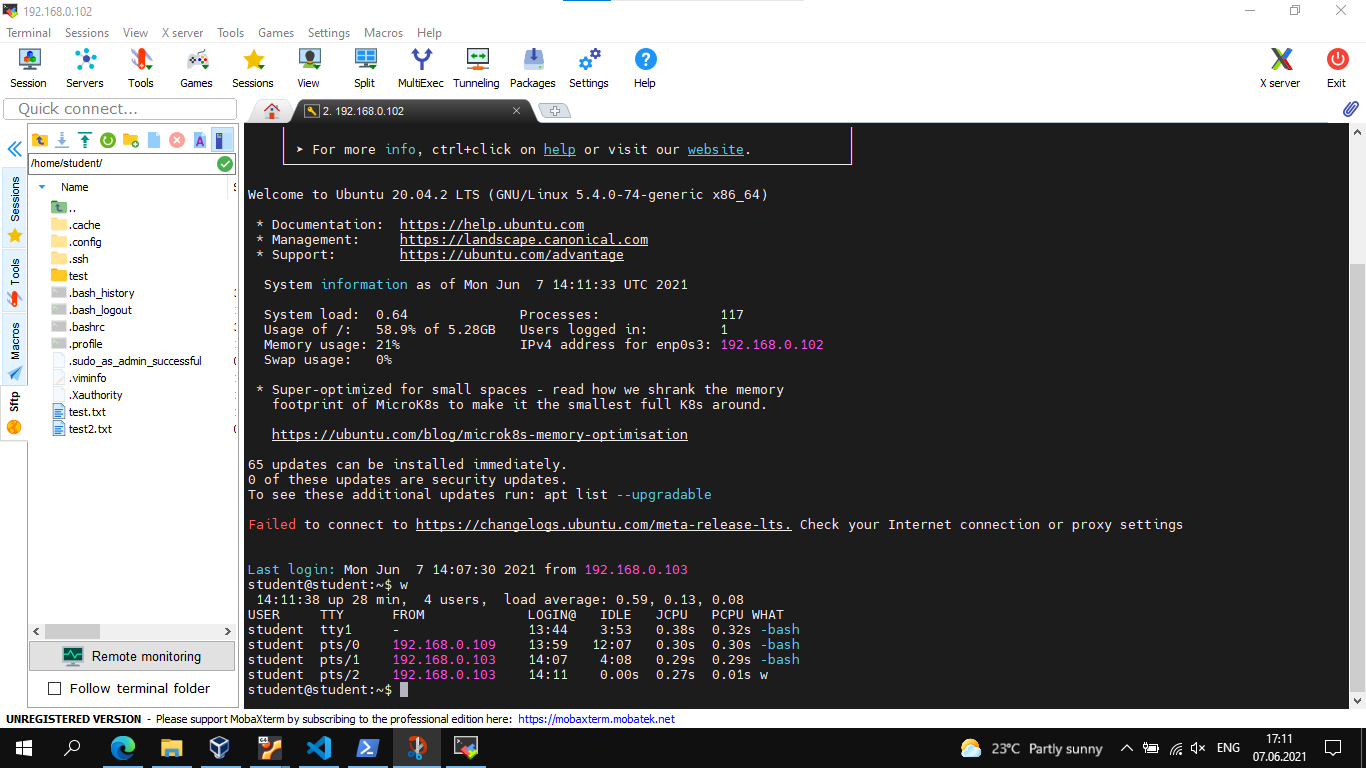 192.168.0.102
Terminal Sessions View X server Tools Games Settings Macros Help
Session Servers Tools Games Sessions View Split MultiExec Tunneling Packages Settings Help X server Exit
Quick connect...
2. 192.168.0.102
/home/student/
Name
..
.cache
.config
.ssh
test
.bash_history
.bash_logout
.bashrc
.profile
.sudo_as_admin_successful
.viminfo
.Xauthority
test.txt
test2.txt
Sessions
Tools
Macros
Sftp
Remote monitoring
Follow terminal folder
➤ For more info, ctrl+click on help or visit our website.
Welcome to Ubuntu 20.04.2 LTS (GNU/Linux 5.4.0-74-generic x86_64)
* Documentation:  https://help.ubuntu.com
* Management:     https://landscape.canonical.com
* Support:        https://ubuntu.com/advantage
System information as of Mon Jun  7 14:11:33 UTC 2021
System load:  0.64              Processes:               117
Usage of /:   58.9% of 5.28GB   Users logged in:         1
Memory usage: 21%               IPv4 address for enp0s3: 192.168.0.102
Swap usage:   0%
* Super-optimized for small spaces - read how we shrank the memory
footprint of MicroK8s to make it the smallest full K8s around.
https://ubuntu.com/blog/microk8s-memory-optimisation
65 updates can be installed immediately.
0 of these updates are security updates.
To see these additional updates run: apt list --upgradable
Failed to connect to https://changelogs.ubuntu.com/meta-release-lts. Check your Internet connection or proxy settings
Last login: Mon Jun  7 14:07:30 2021 from 192.168.0.103
student@student:~$ w
14:11:38 up 28 min,  4 users,  load average: 0.59, 0.13, 0.08
USER     TTY      FROM             LOGIN@   IDLE   JCPU   PCPU WHAT
student  tty1     -                13:44    3:53   0.38s  0.32s -bash
student  pts/0    192.168.0.109    13:59   12:07   0.30s  0.30s -bash
student  pts/1    192.168.0.103    14:07    4:08   0.29s  0.29s -bash
student  pts/2    192.168.0.103    14:11    0.00s  0.27s  0.01s w
student@student:~$
UNREGISTERED VERSION - Please support MobaXterm by subscribing to the professional edition here: https://mobaxterm.mobatek.net
23°C Partly sunny ENG 17:11
07.06.2021